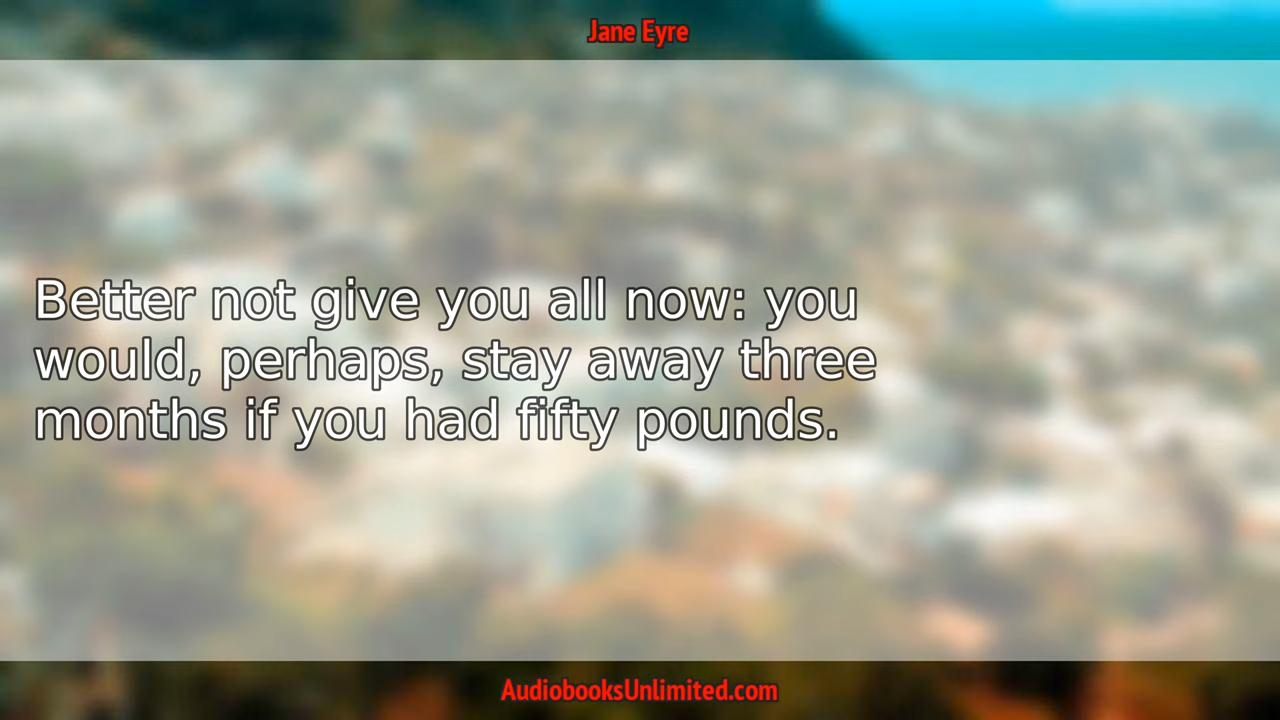 Jane Eyre
Better not give you all now: you
would, perhaps, stay away three
months if you had fifty pounds.
AudiobooksUnlimited.com